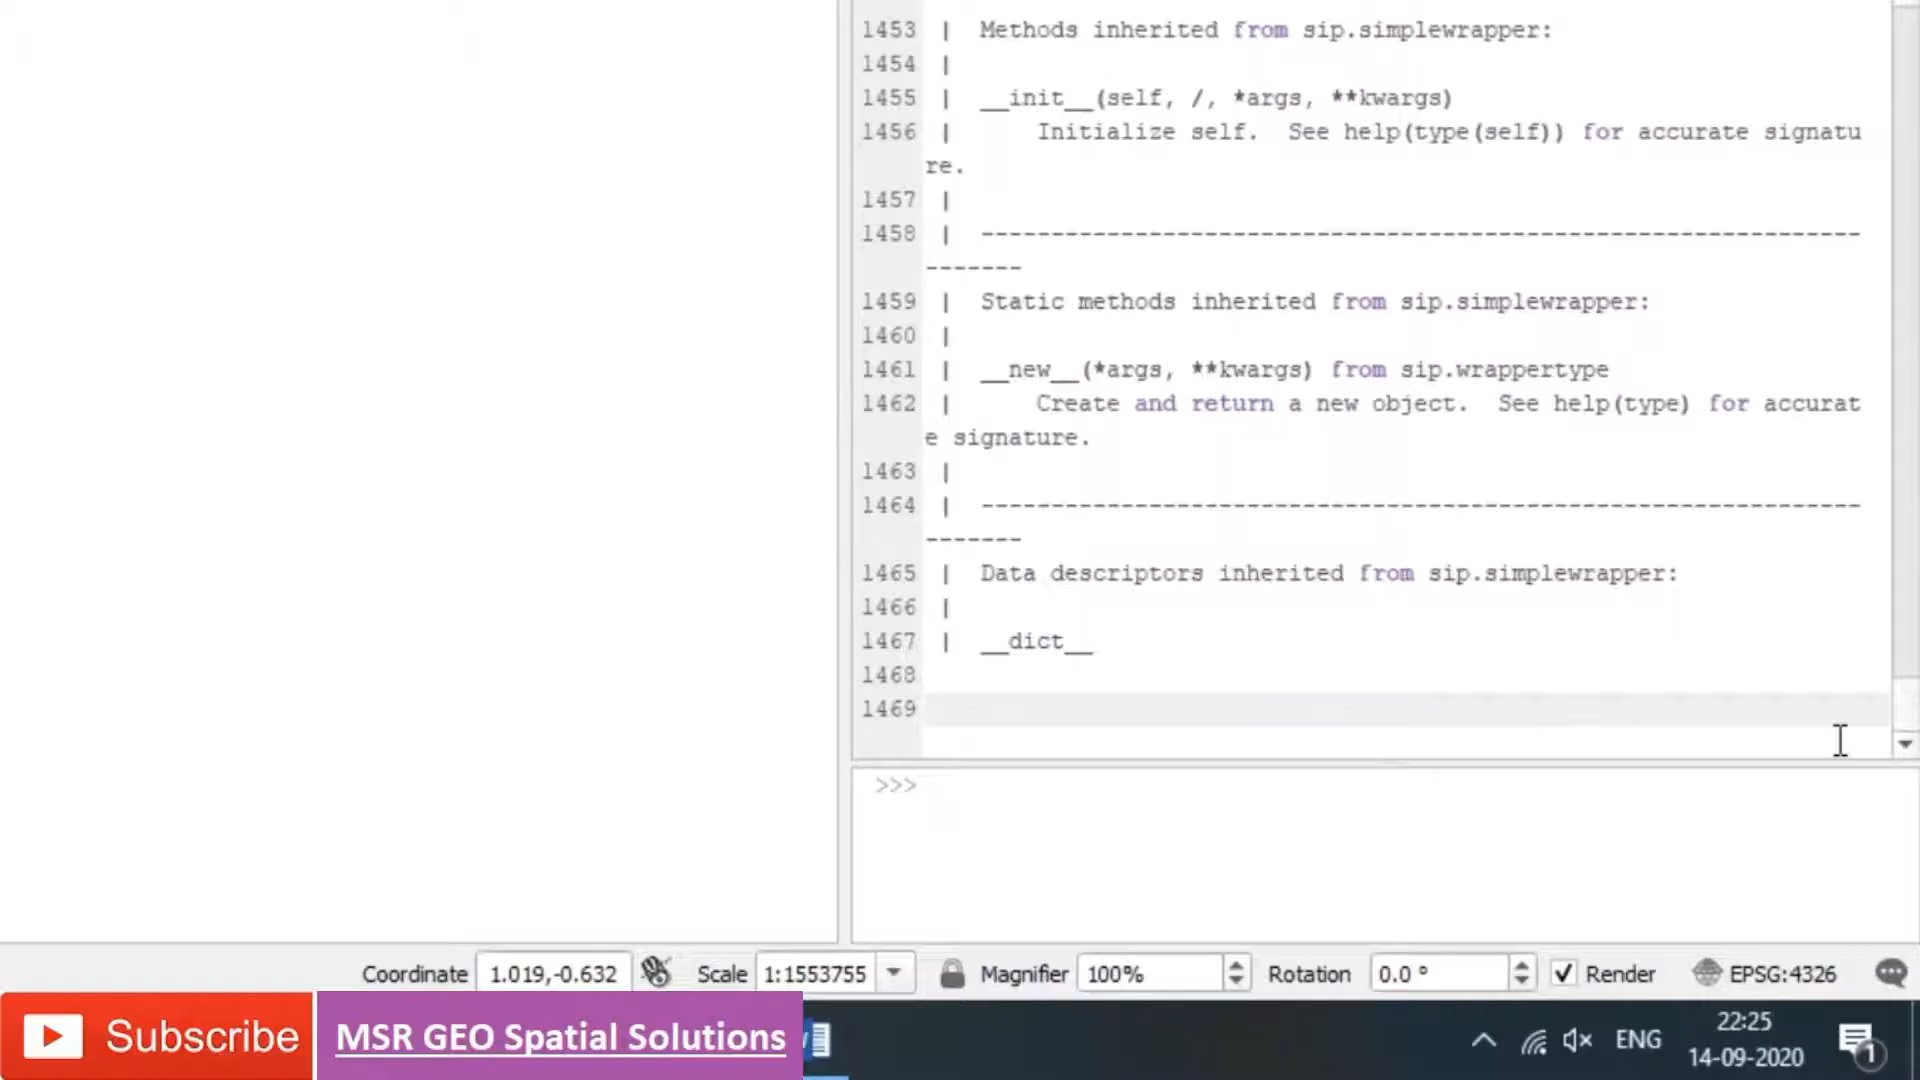 1453 |  Methods inherited from sip.simplewrapper:
1454 |
1455 |  __init__(self, /, *args, **kwargs)
1456 |      Initialize self.  See help(type(self)) for accurate signatu
re.
1457 |
1458 |  ---------------------------------------------------------------
-------
1459 |  Static methods inherited from sip.simplewrapper:
1460 |
1461 |  __new__(*args, **kwargs) from sip.wrappertype
1462 |      Create and return a new object.  See help(type) for accurat
e signature.
1463 |
1464 |  ---------------------------------------------------------------
-------
1465 |  Data descriptors inherited from sip.simplewrapper:
1466 |
1467 |  __dict__
1468
1469
>>>
Coordinate 1.019,-0.632 Scale 1:1553755 Magnifier 100% Rotation 0.0 ° Render EPSG:4326
Subscribe MSR GEO Spatial Solutions
ENG
22:25
14-09-2020
1